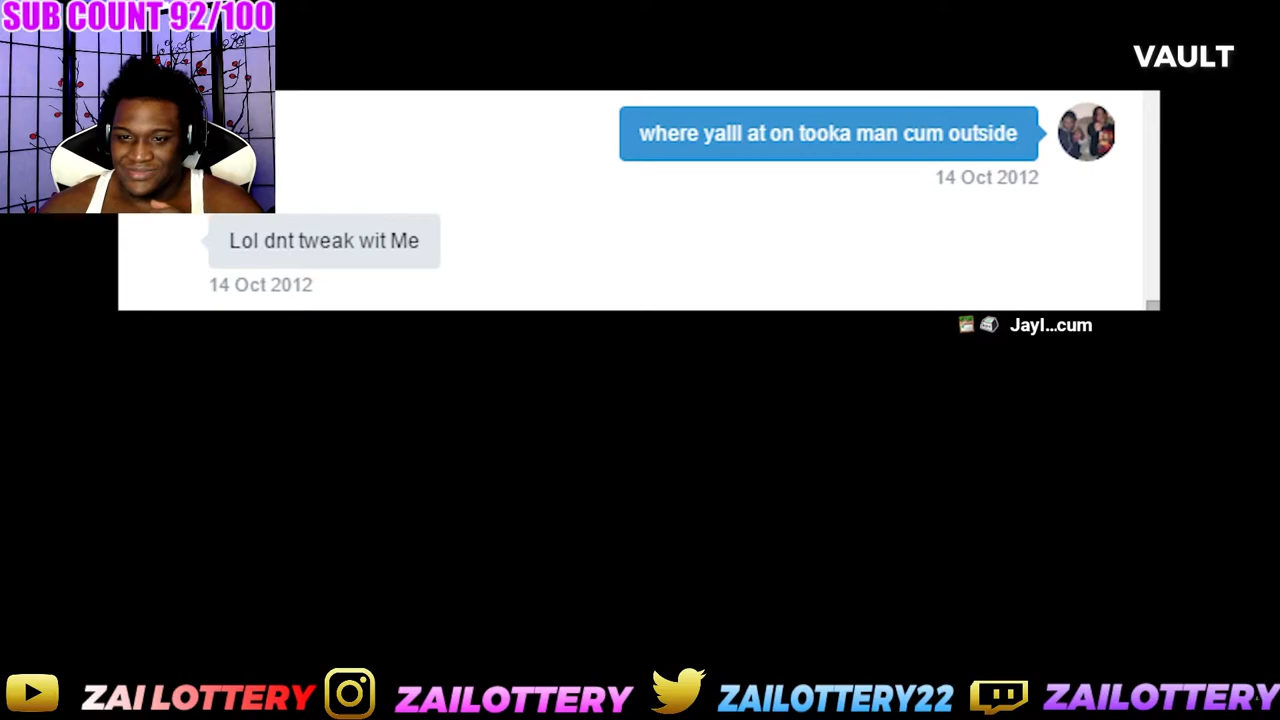 SUB COUNT 92/100
VAULT
where yalll at on tooka man cum outside
14 Oct 2012
Lol dnt tweak wit Me
14 Oct 2012
Jayl...cum
ZAI LOTTERY ZAILOTTERY ZAILOTTERY22 ZAILOTTERY